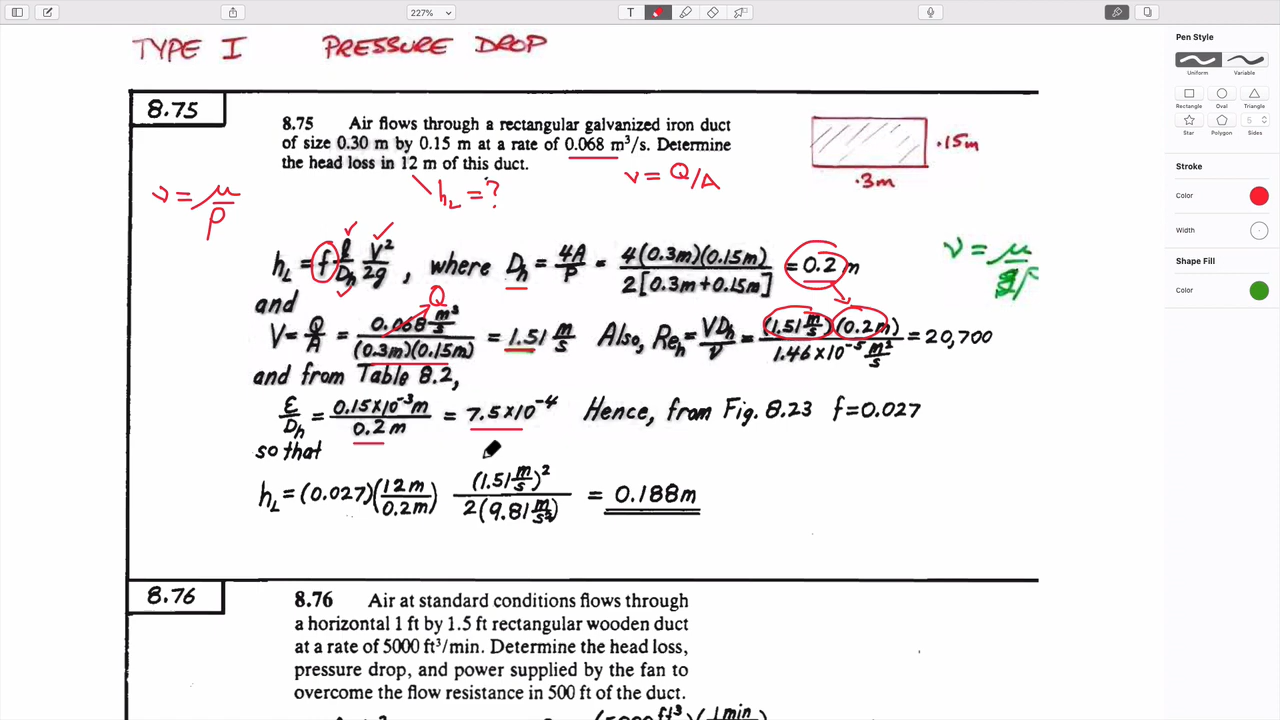 227%
T
TYPE I PRESSURE DROP
Pen Style
Uniform Variable
Rectangle Oval Triangle
Star Polygon 5
Stroke
Color
Width
Shape Fill
Color
8.75
8.75 Air flows through a rectangular galvanized iron duct
of size 0.30 m by 0.15 m at a rate of 0.068 m³/s. Determine
the head loss in 12 m of this duct.
.15m
.3m
ν = μ/ρ
h_L = ?
V = Q/A
h_L = f l/D_h V²/2g , where D_h = 4A/P = 4(0.3m)(0.15m)/2[0.3m+0.15m] = 0.2 m
ν = μ/
and
Q
V = Q/A = 0.068 m³/s/(0.3m)(0.15m) = 1.51 m/s Also, Re_h = VD_h/ν = (1.51 m/s)(0.2m)/1.46×10⁻⁵ m²/s = 20,700
and from Table 8.2,
ε/D_h = 0.15×10⁻³m/0.2m = 7.5×10⁻⁴ Hence, from Fig. 8.23 f=0.027
so that
h_L = (0.027)(12m/0.2m) (1.51 m/s)²/2(9.81 m/s²) = 0.188m
8.76
8.76 Air at standard conditions flows through
a horizontal 1 ft by 1.5 ft rectangular wooden duct
at a rate of 5000 ft³/min. Determine the head loss,
pressure drop, and power supplied by the fan to
overcome the flow resistance in 500 ft of the duct.
(5000 ft³)(1 min